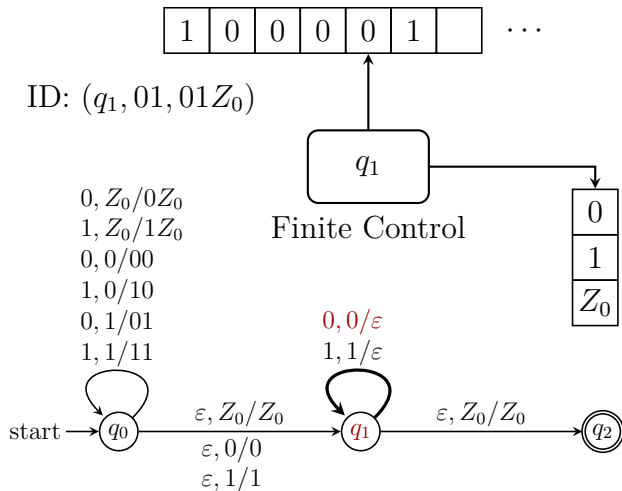 1 0 0 0 0 1 ⋯
ID: (q₁, 01, 01Z₀)
q₁
Finite Control
0
1
Z₀
0, Z₀/0Z₀
1, Z₀/1Z₀
0, 0/00
1, 0/10
0, 1/01
1, 1/11
0, 0/ε
1, 1/ε
start
q₀
ε, Z₀/Z₀
ε, 0/0
ε, 1/1
q₁
ε, Z₀/Z₀
q₂